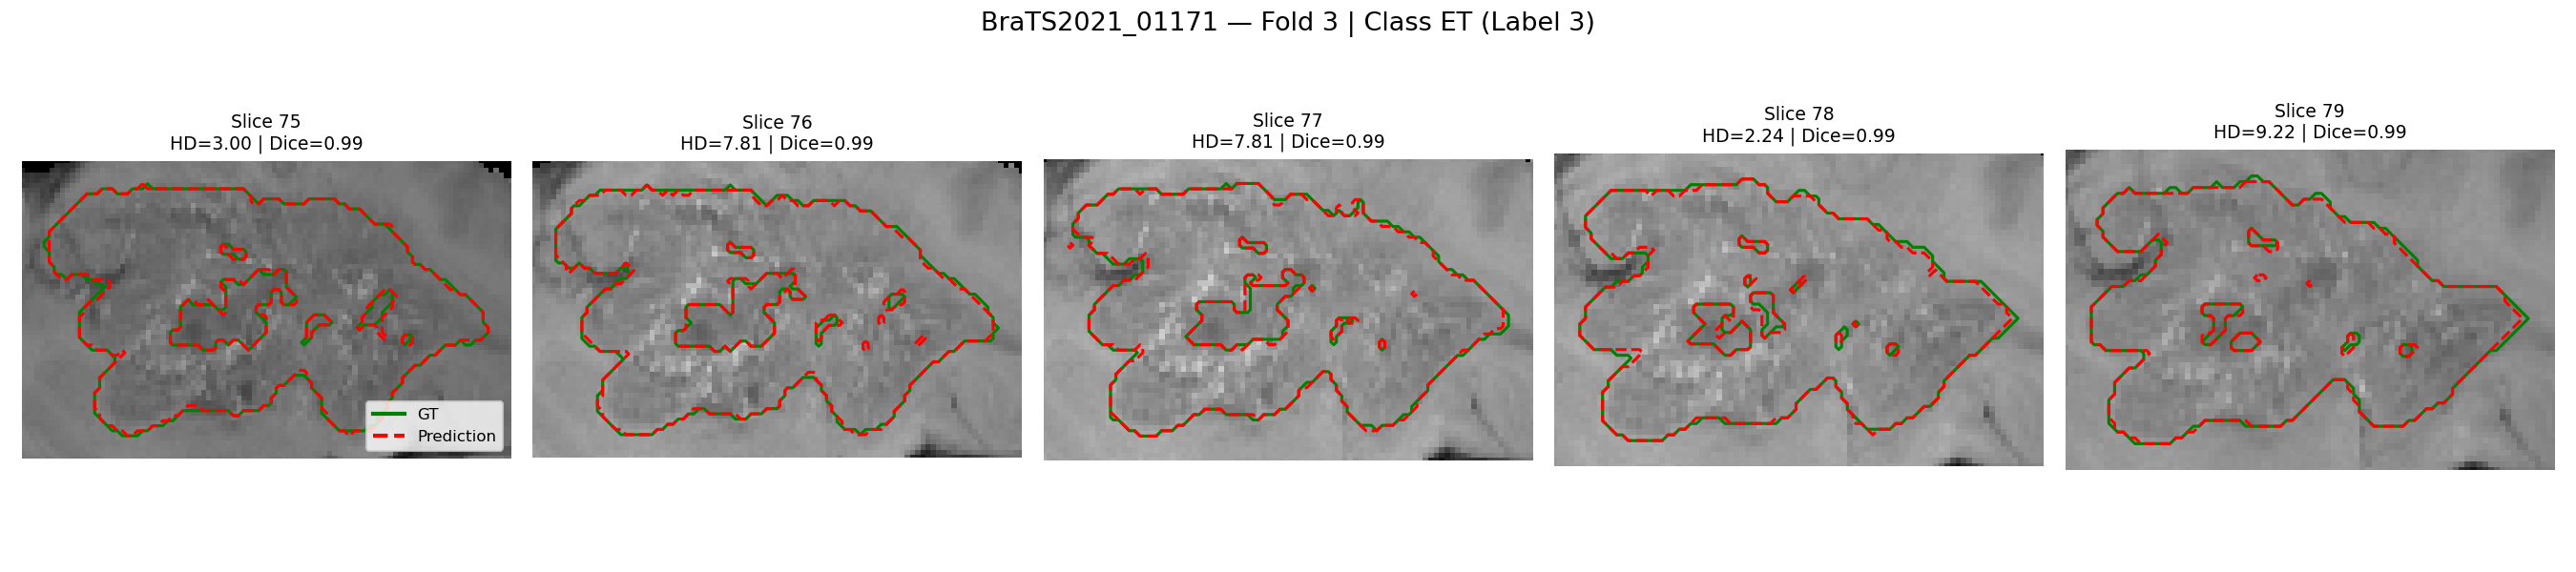 BraTS2021_01171 — Fold 3 | Class ET (Label 3)
Slice 75
HD=3.00 | Dice=0.99
Slice 76
HD=7.81 | Dice=0.99
Slice 77
HD=7.81 | Dice=0.99
Slice 78
HD=2.24 | Dice=0.99
Slice 79
HD=9.22 | Dice=0.99
GT
Prediction